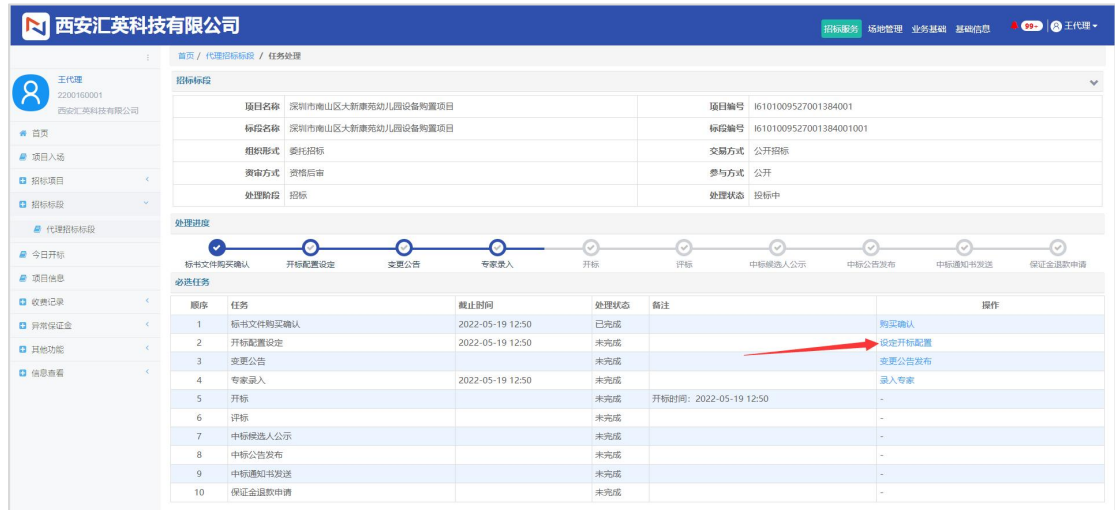 西安汇英科技有限公司
招标服务 场地管理 业务基础 基础信息 99+ 王代理
王代理
2200160001
西安汇英科技有限公司
首页
项目入场
招标项目
招标标段
代理招标标段
今日开标
项目信息
收费记录
异常保证金
其他功能
信息查看
首页 / 代理招标标段 / 任务处理
招标标段
项目名称 深圳市南山区大新康苑幼儿园设备购置项目 项目编号 I6101009527001384001
标段名称 深圳市南山区大新康苑幼儿园设备购置项目 标段编号 I6101009527001384001001
组织形式 委托招标 交易方式 公开招标
资审方式 资格后审 参与方式 公开
处理阶段 招标 处理状态 投标中
处理进度
标书文件购买确认 开标配置设定 变更公告 专家录入 开标 评标 中标候选人公示 中标公告发布 中标通知书发送 保证金退款申请
必选任务
顺序 任务 截止时间 处理状态 备注 操作
1 标书文件购买确认 2022-05-19 12:50 已完成 购买确认
2 开标配置设定 2022-05-19 12:50 未完成 设定开标配置
3 变更公告 未完成 变更公告发布
4 专家录入 2022-05-19 12:50 未完成 录入专家
5 开标 未完成 开标时间：2022-05-19 12:50 -
6 评标 未完成 -
7 中标候选人公示 未完成 -
8 中标公告发布 未完成 -
9 中标通知书发送 未完成 -
10 保证金退款申请 未完成 -